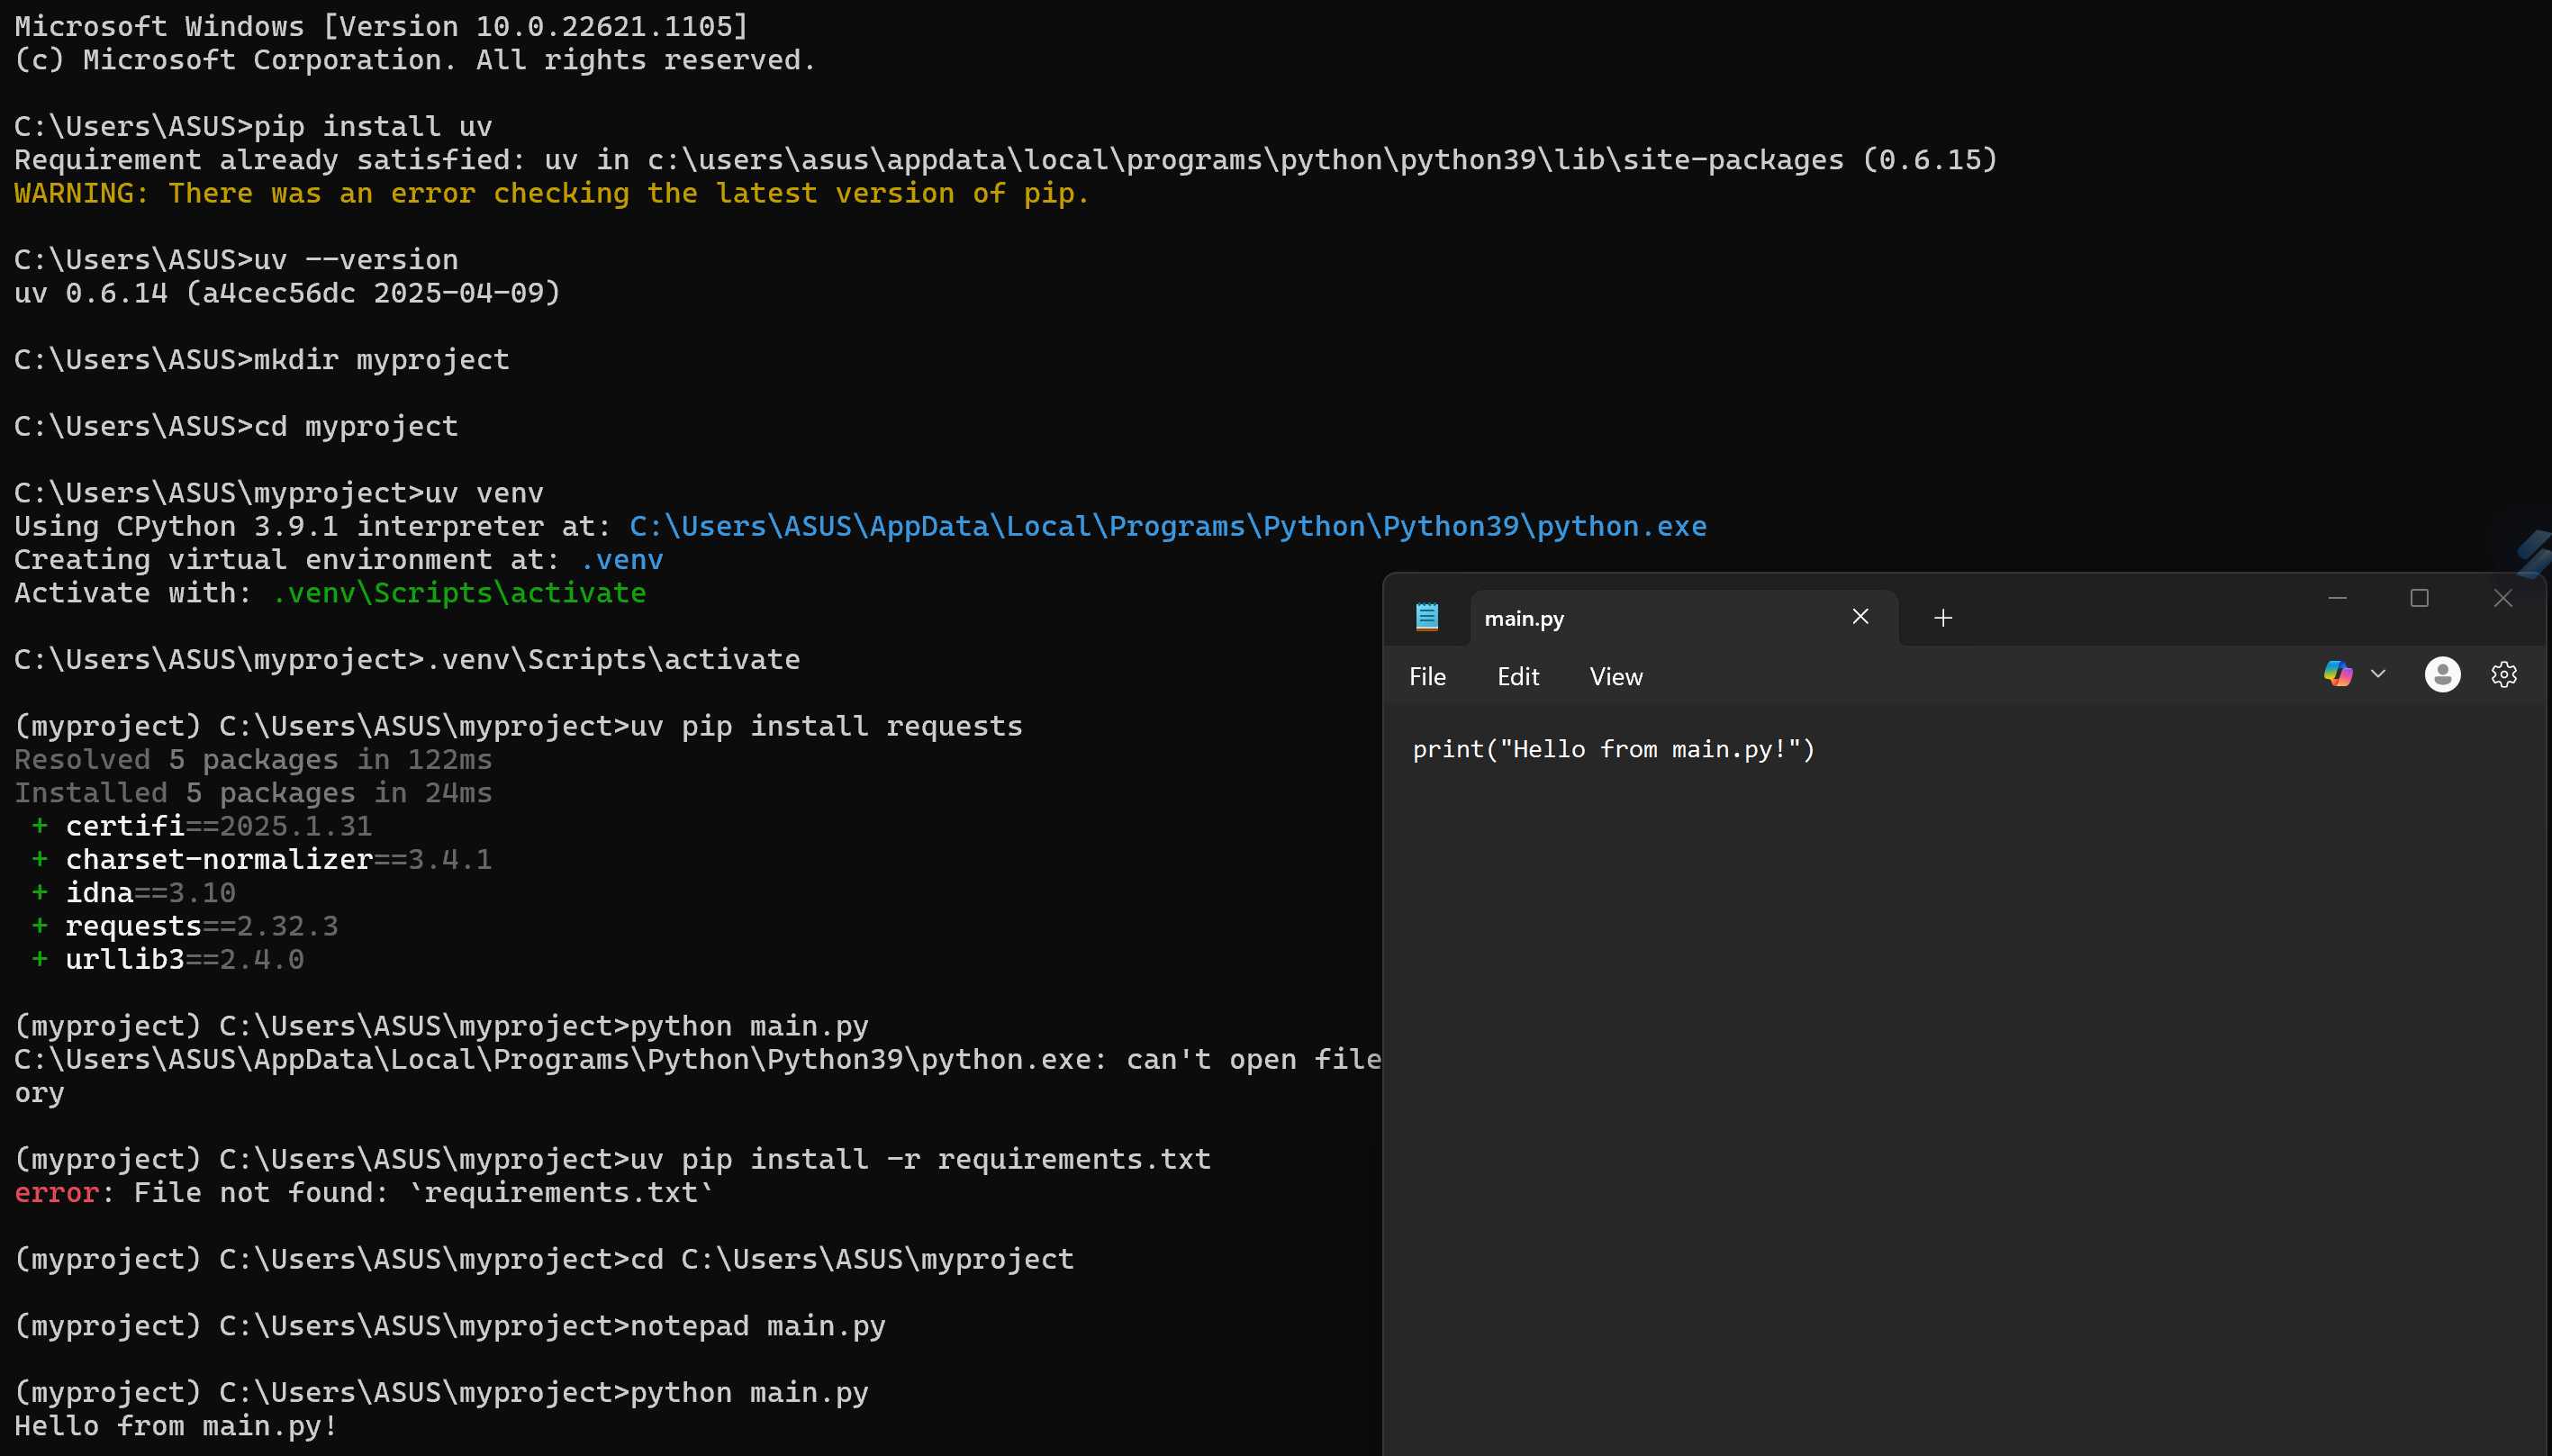 Microsoft Windows [Version 10.0.22621.1105]
(c) Microsoft Corporation. All rights reserved.
C:\Users\ASUS>pip install uv
Requirement already satisfied: uv in c:\users\asus\appdata\local\programs\python\python39\lib\site-packages (0.6.15)
WARNING: There was an error checking the latest version of pip.
C:\Users\ASUS>uv --version
uv 0.6.14 (a4cec56dc 2025-04-09)
C:\Users\ASUS>mkdir myproject
C:\Users\ASUS>cd myproject
C:\Users\ASUS\myproject>uv venv
Using CPython 3.9.1 interpreter at: C:\Users\ASUS\AppData\Local\Programs\Python\Python39\python.exe
Creating virtual environment at: .venv
Activate with: .venv\Scripts\activate
C:\Users\ASUS\myproject>.venv\Scripts\activate
(myproject) C:\Users\ASUS\myproject>uv pip install requests
Resolved 5 packages in 122ms
Installed 5 packages in 24ms
+ certifi==2025.1.31
+ charset-normalizer==3.4.1
+ idna==3.10
+ requests==2.32.3
+ urllib3==2.4.0
(myproject) C:\Users\ASUS\myproject>python main.py
C:\Users\ASUS\AppData\Local\Programs\Python\Python39\python.exe: can't open file
ory
(myproject) C:\Users\ASUS\myproject>uv pip install -r requirements.txt
error: File not found: `requirements.txt`
(myproject) C:\Users\ASUS\myproject>cd C:\Users\ASUS\myproject
(myproject) C:\Users\ASUS\myproject>notepad main.py
(myproject) C:\Users\ASUS\myproject>python main.py
Hello from main.py!
main.py
File Edit View
print("Hello from main.py!")